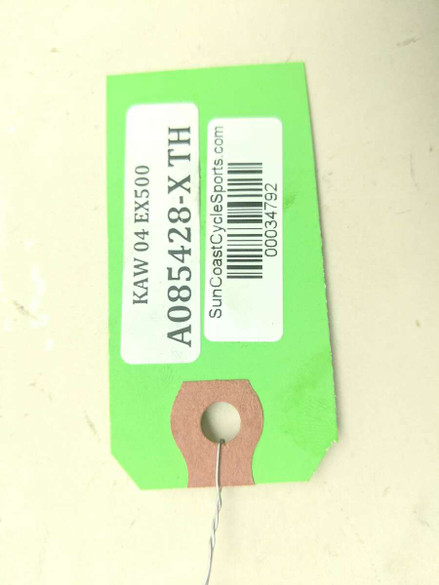 KAW 04 EX500
A085428-X TH
SunCoastCycleSports.com
00034792